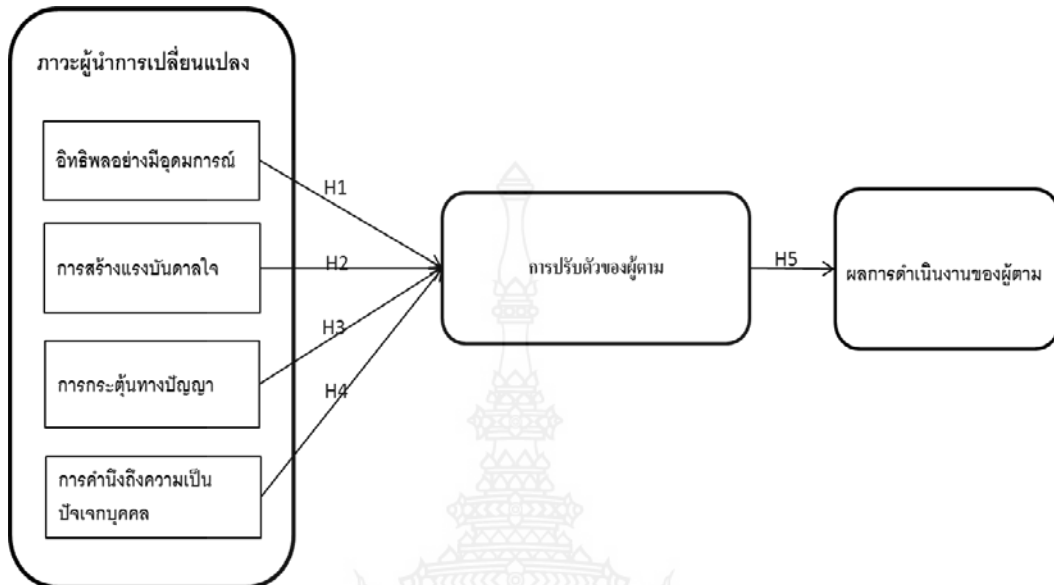 ภาวะผู้นำการเปลี่ยนแปลง
อิทธิพลอย่างมีอุดมการณ์
การสร้างแรงบันดาลใจ
การกระตุ้นทางปัญญา
การคำนึงถึงความเป็น
ปัจเจกบุคคล
H1
H2
H3
H4
การปรับตัวของผู้ตาม
H5
ผลการดำเนินงานของผู้ตาม